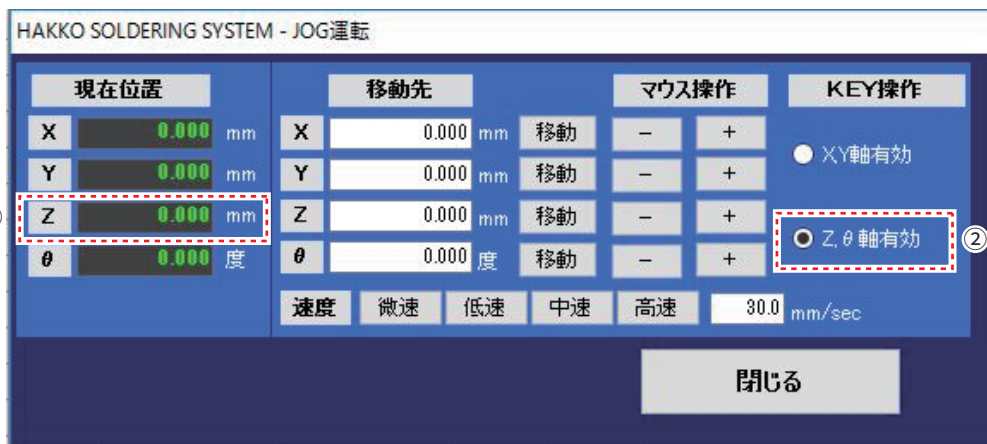 HAKKO SOLDERING SYSTEM - JOG運転
現在位置 移動先 マウス操作 KEY操作
X 0.000 mm X 0.000 mm 移動 － ＋
X,Y軸有効
Y 0.000 mm Y 0.000 mm 移動 － ＋
Z 0.000 mm Z 0.000 mm 移動 － ＋
Z,θ軸有効 ②
θ 0.000 度 θ 0.000 度 移動 － ＋
速度 微速 低速 中速 高速 30.0 mm/sec
閉じる